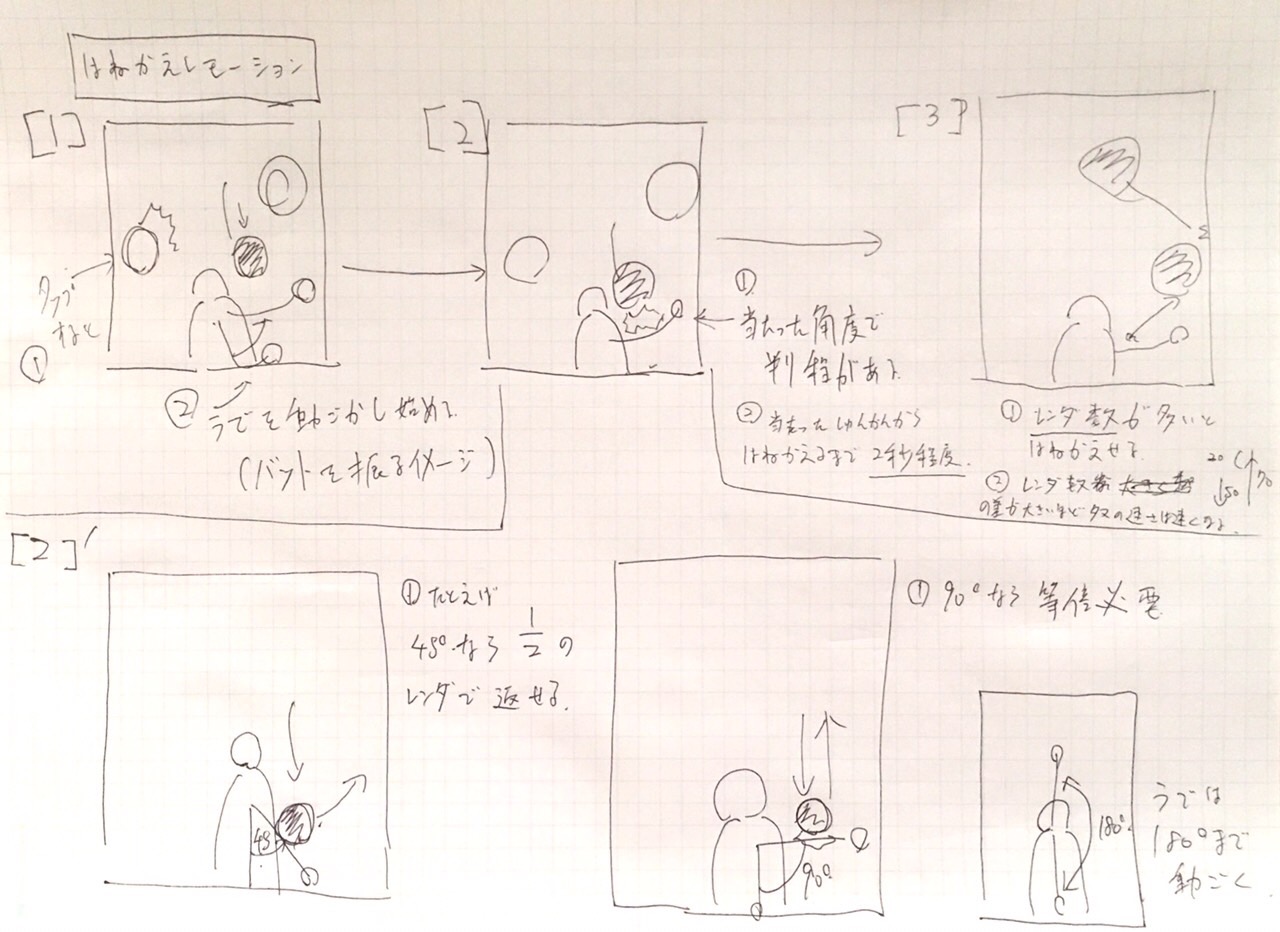 はねかえしモーション
[1]
タップ
すると
①
② うでを動ごかし始める
(バットを振るイメージ)
[2]
①
当たった角度で
判定がある
② 当たったしゅんかんから
はねかえるまで 2秒程度.
[3]
① レンダ数が多いと
はねかえせる.
② レンダ数
の差が大きいほどタマの速さは速くなる.
20
50
70
[2]'
① たとえば
45°なら 1/2 の
レンダで返せる.
45
① 90°なら等倍必要
90°
180°
うでは
180°まで
動ごく